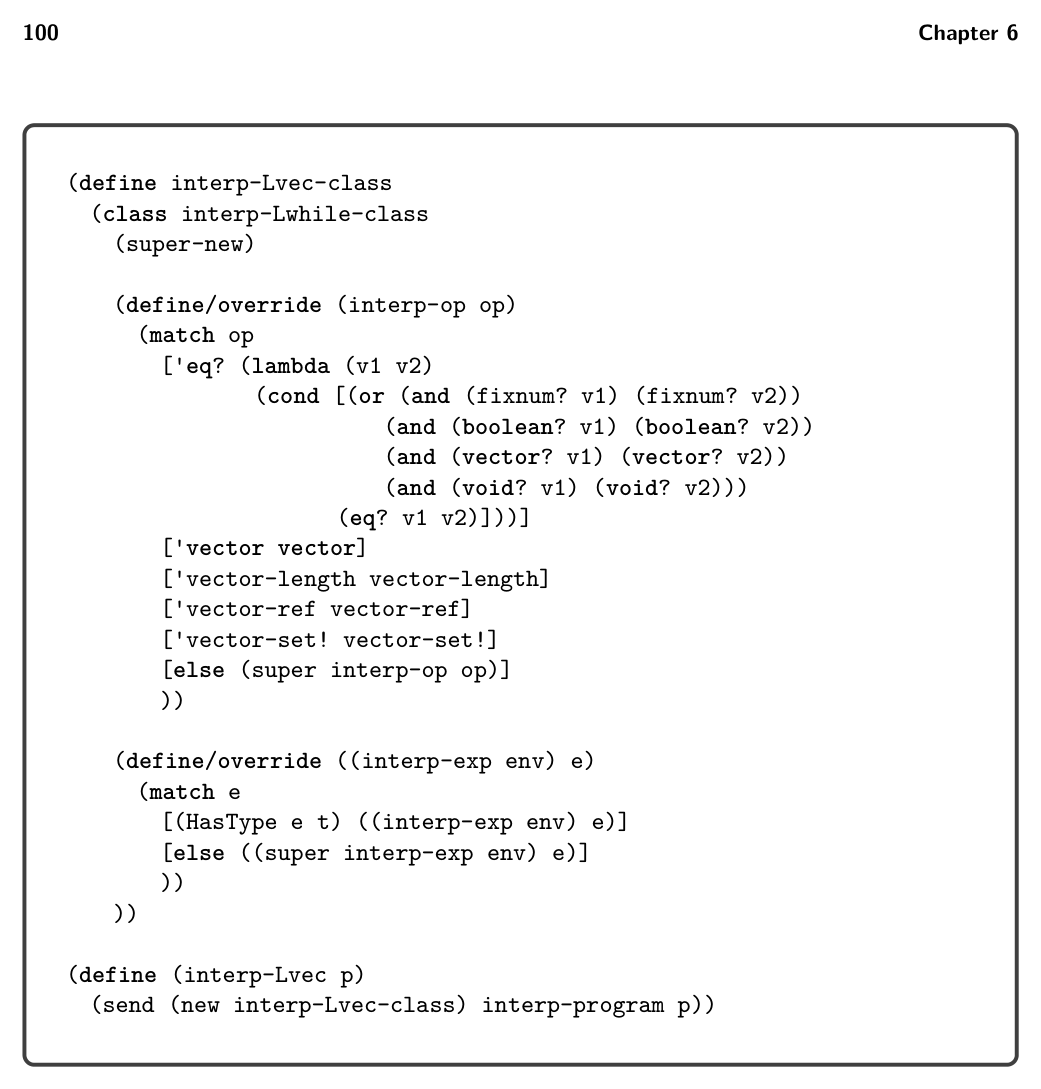 100 Chapter 6
(define interp-Lvec-class
  (class interp-Lwhile-class
    (super-new)

    (define/override (interp-op op)
      (match op
        ['eq? (lambda (v1 v2)
                (cond [(or (and (fixnum? v1) (fixnum? v2))
                           (and (boolean? v1) (boolean? v2))
                           (and (vector? v1) (vector? v2))
                           (and (void? v1) (void? v2)))
                       (eq? v1 v2)]))]
        ['vector vector]
        ['vector-length vector-length]
        ['vector-ref vector-ref]
        ['vector-set! vector-set!]
        [else (super interp-op op)]
        ))

    (define/override ((interp-exp env) e)
      (match e
        [(HasType e t) ((interp-exp env) e)]
        [else ((super interp-exp env) e)]
        ))
    ))

(define (interp-Lvec p)
  (send (new interp-Lvec-class) interp-program p))